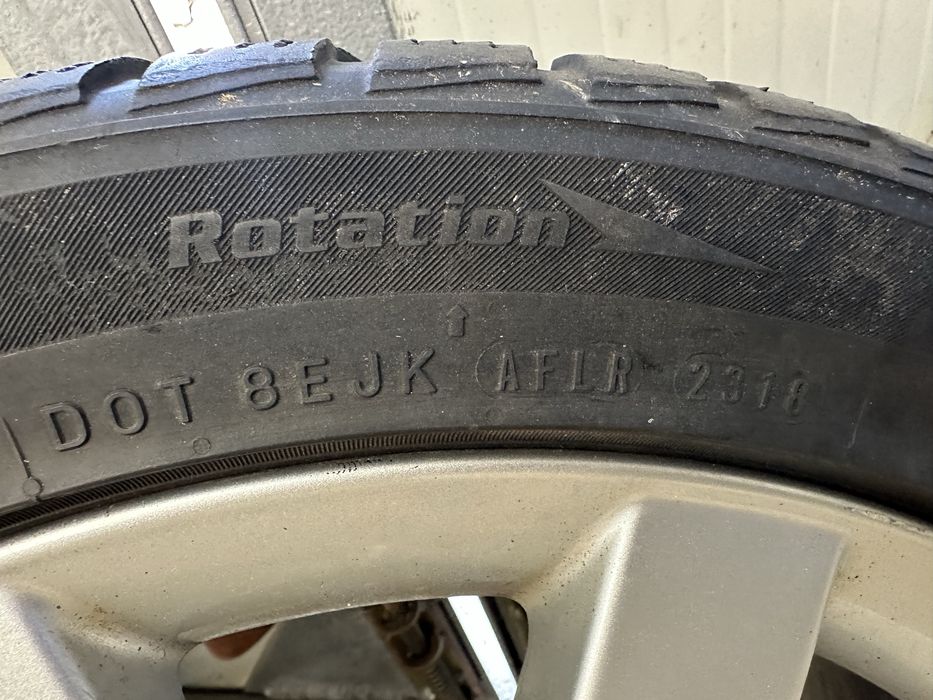 Rotation
DOT 8EJK AFLR 2318